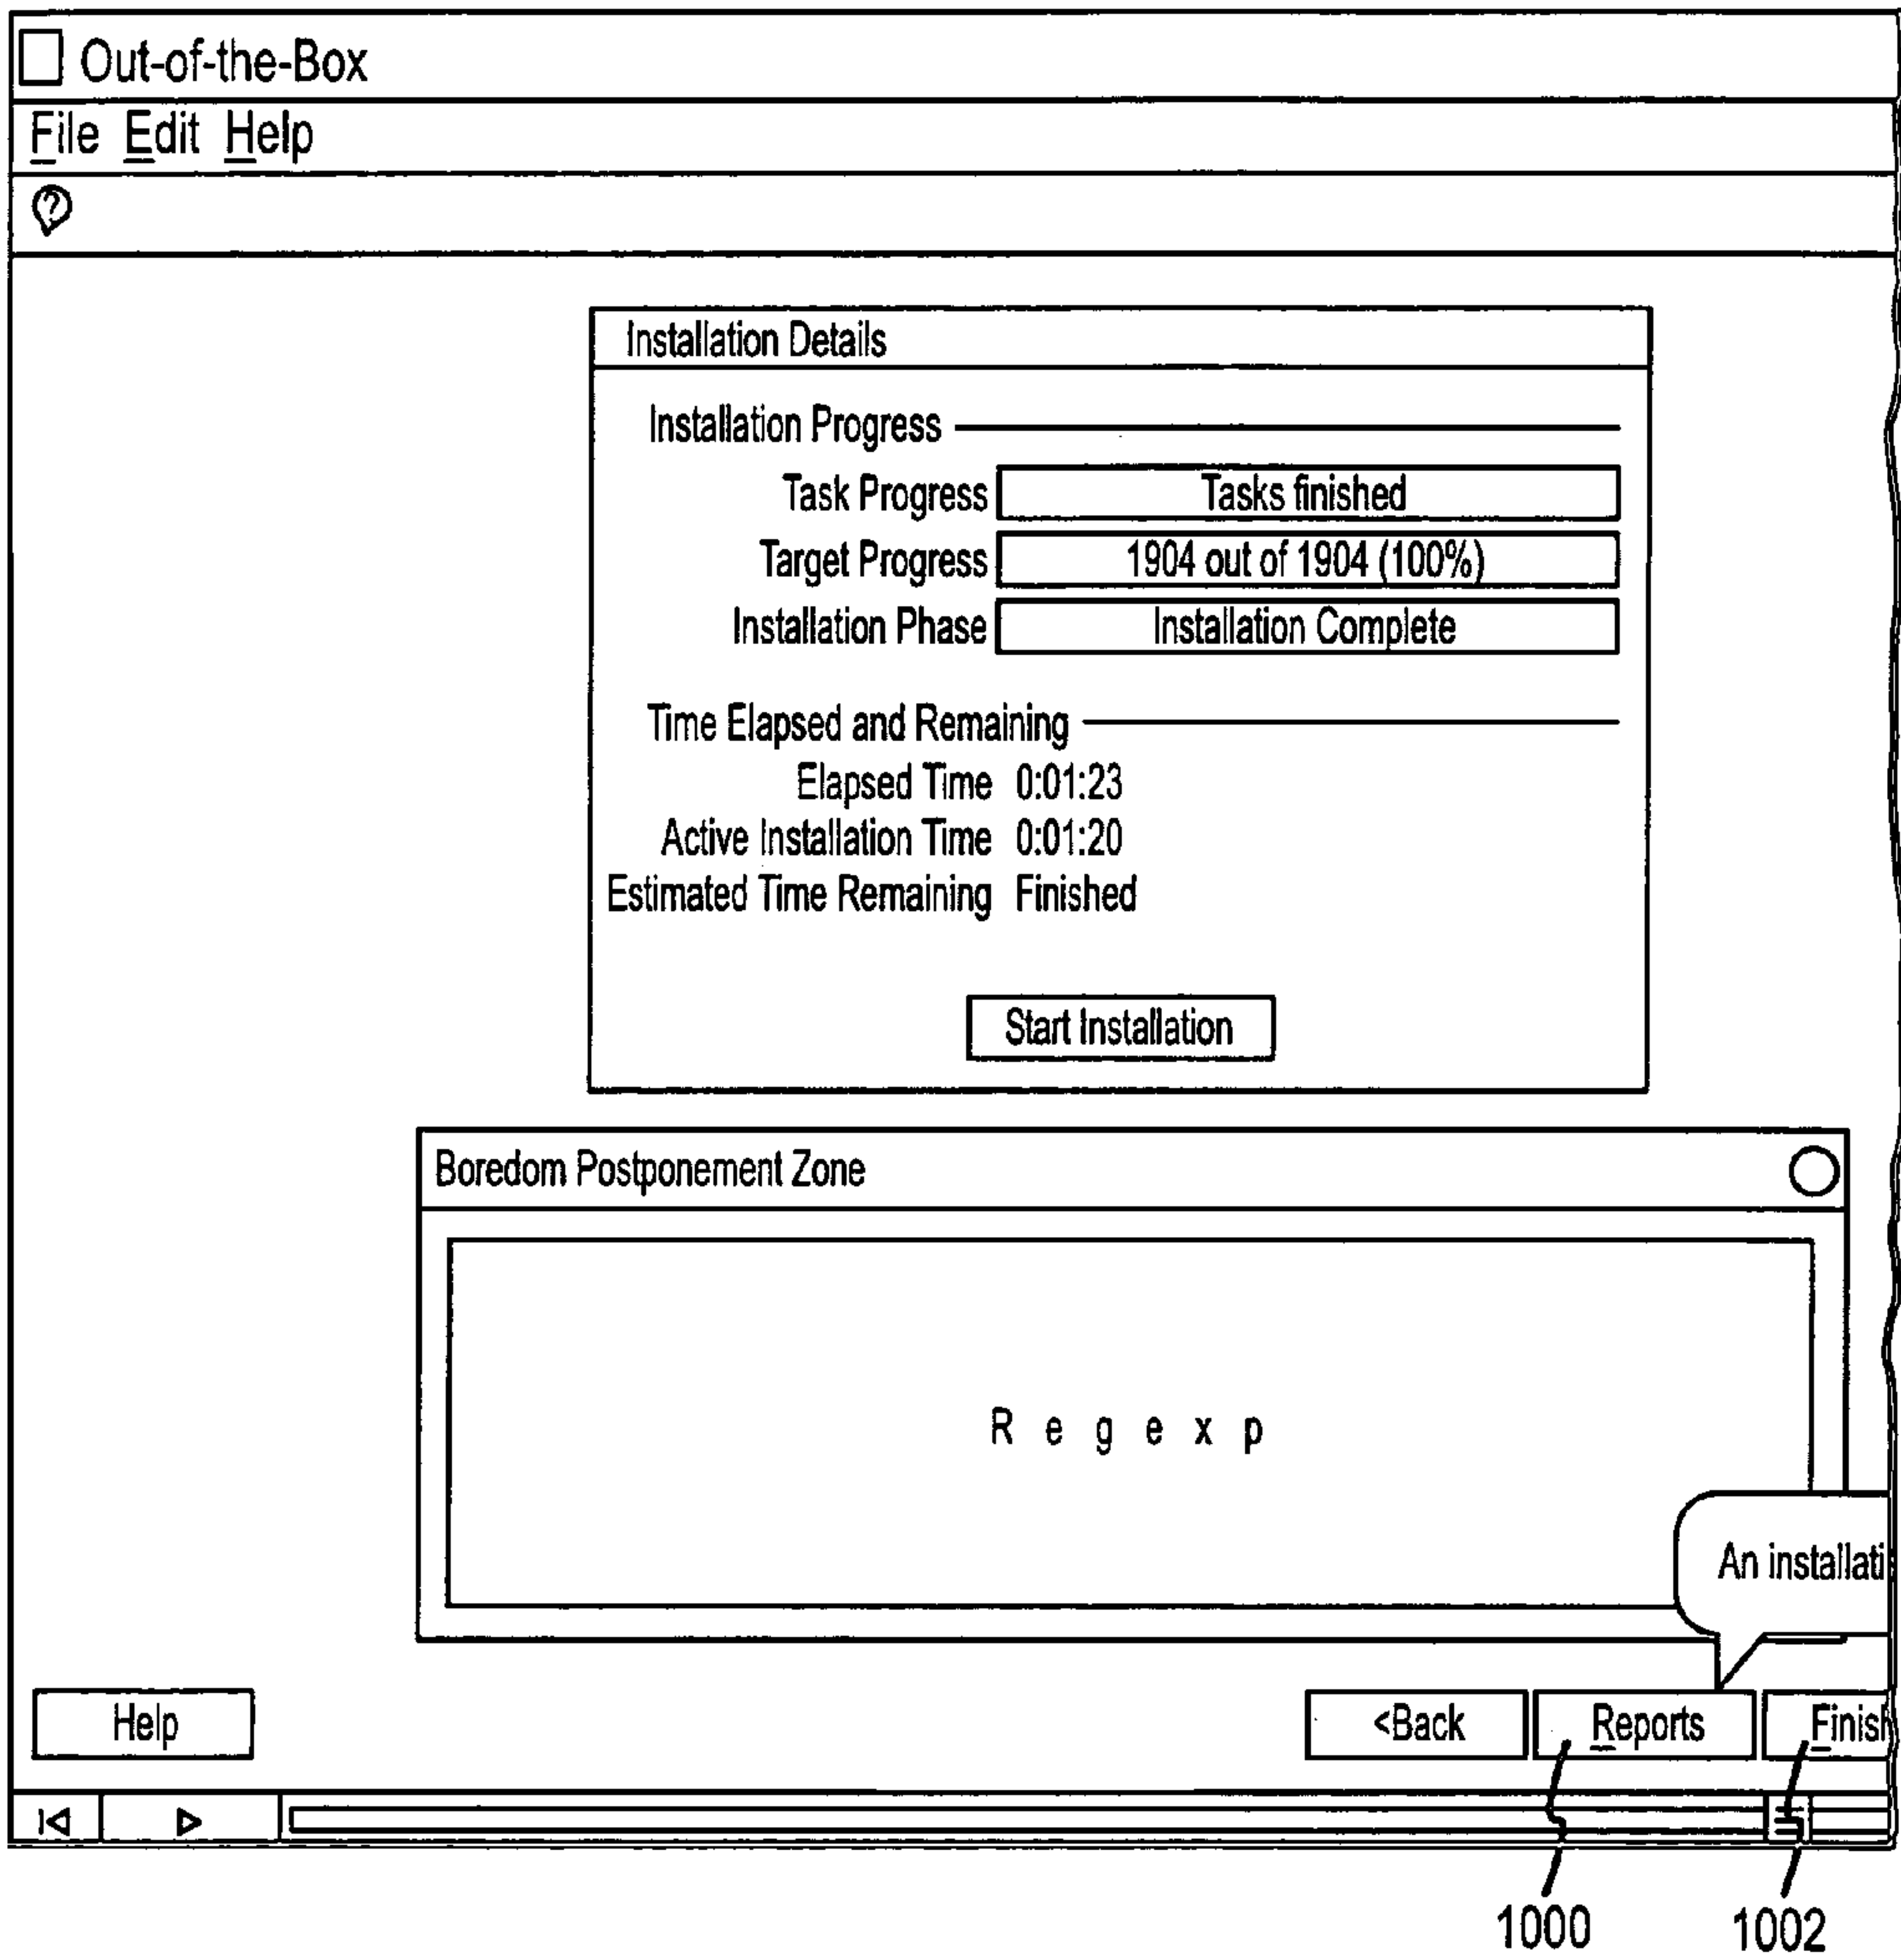 Out-of-the-Box
File Edit Help
?
Installation Details
Installation Progress
Task Progress Tasks finished
Target Progress 1904 out of 1904 (100%)
Installation Phase Installation Complete
Time Elapsed and Remaining
Elapsed Time 0:01:23
Active Installation Time 0:01:20
Estimated Time Remaining Finished
Start Installation
Boredom Postponement Zone
R e g e x p
An installati
Help <Back Reports Finish
1000 1002